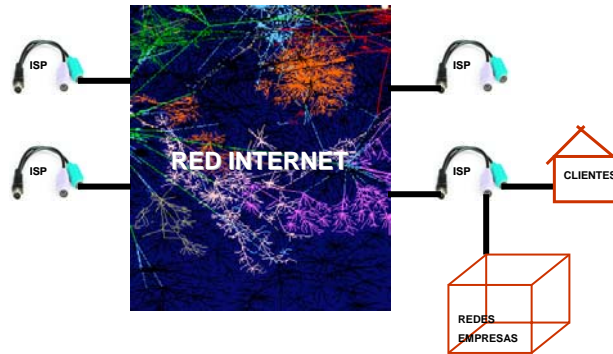 ISP
ISP
RED INTERNET
ISP
ISP
CLIENTES
REDES
EMPRESAS